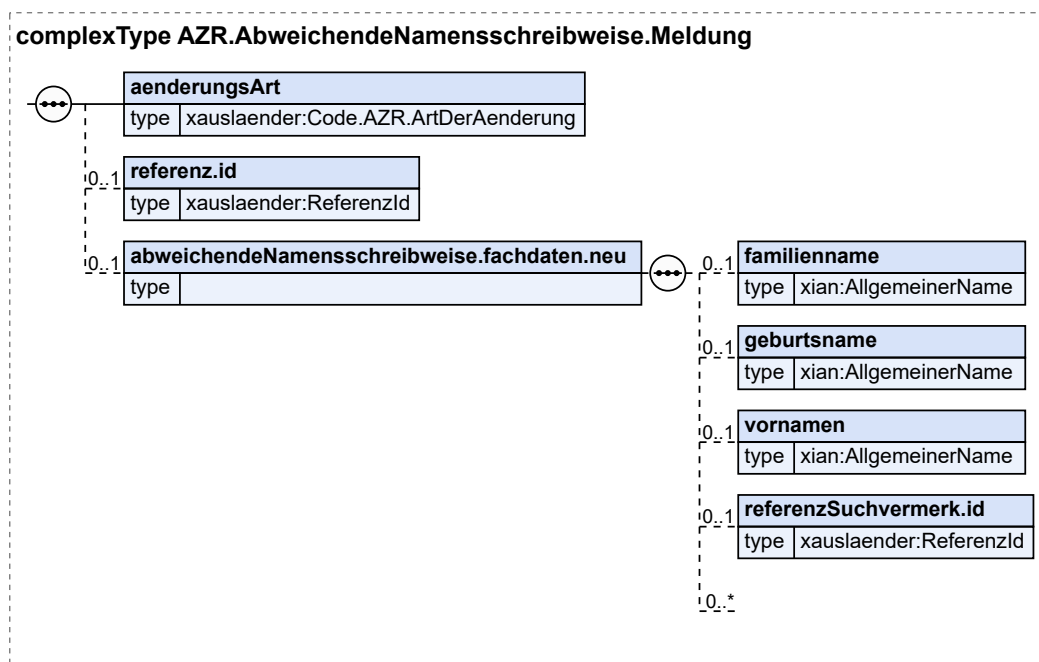 complexType AZR.AbweichendeNamensschreibweise.Meldung
aenderungsArt
type xauslaender:Code.AZR.ArtDerAenderung
0..1 referenz.id
type xauslaender:ReferenzId
0..1 abweichendeNamensschreibweise.fachdaten.neu
type
0..1 familienname
type xian:AllgemeinerName
0..1 geburtsname
type xian:AllgemeinerName
0..1 vornamen
type xian:AllgemeinerName
0..1 referenzSuchvermerk.id
type xauslaender:ReferenzId
0..*